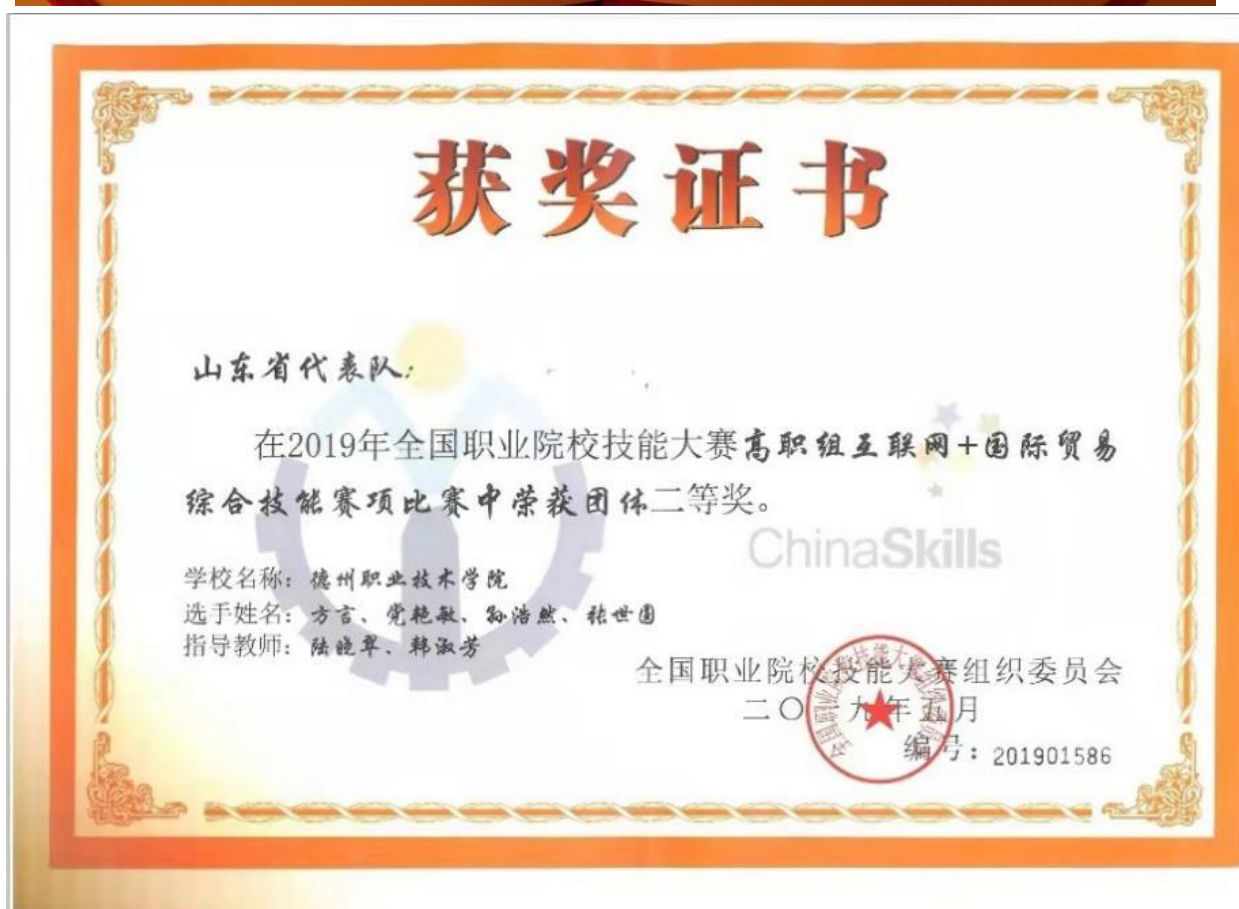 获奖证书
山东省代表队:
在2019年全国职业院校技能大赛高职组互联网+国际贸易
综合技能赛项比赛中荣获团体二等奖。
ChinaSkills
学校名称：德州职业技术学院
选手姓名：方言、党艳敏、孙浩然、张世圆
指导教师：陆晓翠、韩淑芳
全国职业院校技能大赛组织委员会
二〇一九年五月
编号：201901586